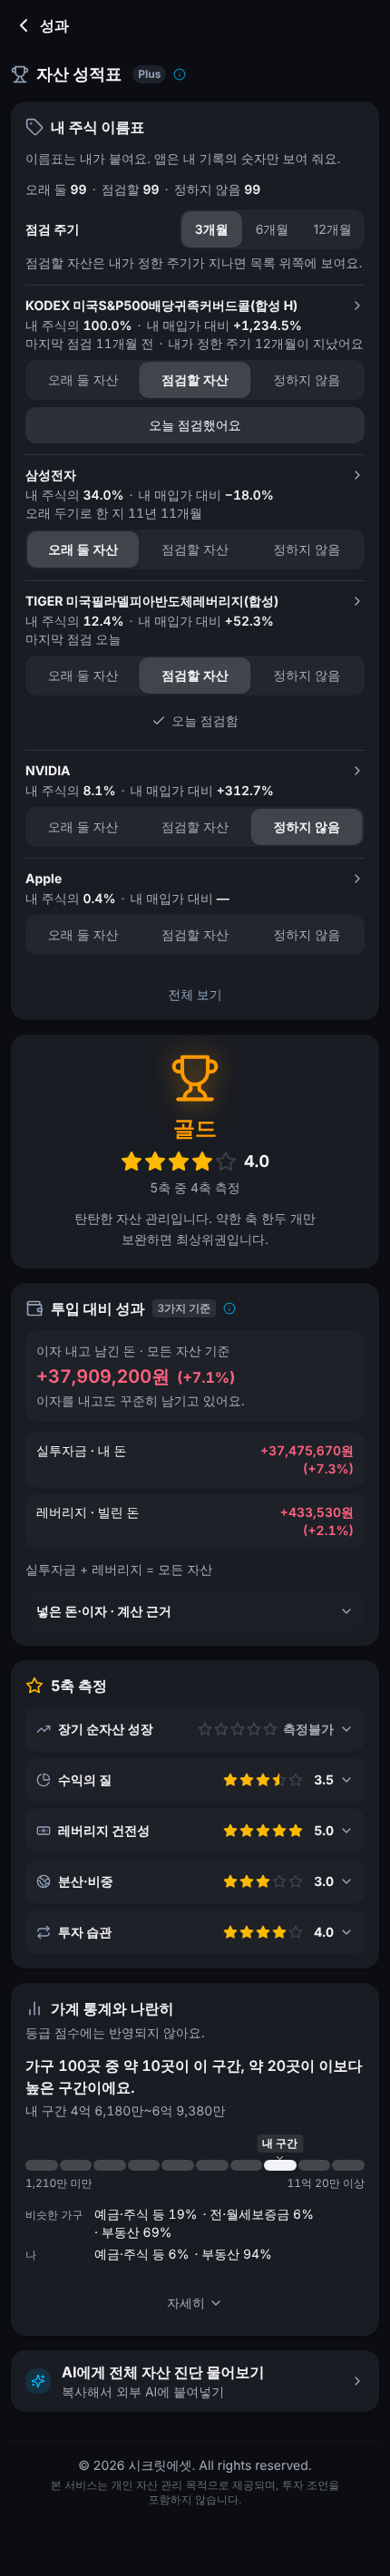 성과
자산 성적표 Plus
내 주식 이름표
이름표는 내가 붙여요. 앱은 내 기록의 숫자만 보여 줘요.
오래 둘 99 · 점검할 99 · 정하지 않음 99
점검 주기 3개월 6개월 12개월
점검할 자산은 내가 정한 주기가 지나면 목록 위쪽에 보여요.
KODEX 미국S&P500배당귀족커버드콜(합성 H)
내 주식의 100.0% · 내 매입가 대비 +1,234.5%
마지막 점검 11개월 전 · 내가 정한 주기 12개월이 지났어요
오래 둘 자산 점검할 자산 정하지 않음
오늘 점검했어요
삼성전자
내 주식의 34.0% · 내 매입가 대비 −18.0%
오래 두기로 한 지 11년 11개월
오래 둘 자산 점검할 자산 정하지 않음
TIGER 미국필라델피아반도체레버리지(합성)
내 주식의 12.4% · 내 매입가 대비 +52.3%
마지막 점검 오늘
오래 둘 자산 점검할 자산 정하지 않음
오늘 점검함
NVIDIA
내 주식의 8.1% · 내 매입가 대비 +312.7%
오래 둘 자산 점검할 자산 정하지 않음
Apple
내 주식의 0.4% · 내 매입가 대비 —
오래 둘 자산 점검할 자산 정하지 않음
전체 보기
골드
4.0
5축 중 4축 측정
탄탄한 자산 관리입니다. 약한 축 한두 개만
보완하면 최상위권입니다.
투입 대비 성과 3가지 기준
이자 내고 남긴 돈 · 모든 자산 기준
+37,909,200원 (+7.1%)
이자를 내고도 꾸준히 남기고 있어요.
실투자금 · 내 돈 +37,475,670원
(+7.3%)
레버리지 · 빌린 돈 +433,530원
(+2.1%)
실투자금 + 레버리지 = 모든 자산
넣은 돈·이자 · 계산 근거
5축 측정
장기 순자산 성장 측정불가
수익의 질 3.5
레버리지 건전성 5.0
분산·비중 3.0
투자 습관 4.0
가계 통계와 나란히
등급 점수에는 반영되지 않아요.
가구 100곳 중 약 10곳이 이 구간, 약 20곳이 이보다
높은 구간이에요.
내 구간 4억 6,180만~6억 9,380만
내 구간
1,210만 미만 11억 20만 이상
비슷한 가구 예금·주식 등 19% · 전·월세보증금 6%
· 부동산 69%
나 예금·주식 등 6% · 부동산 94%
자세히
AI에게 전체 자산 진단 물어보기
복사해서 외부 AI에 붙여넣기
© 2026 시크릿에셋. All rights reserved.
본 서비스는 개인 자산 관리 목적으로 제공되며, 투자 조언을
포함하지 않습니다.